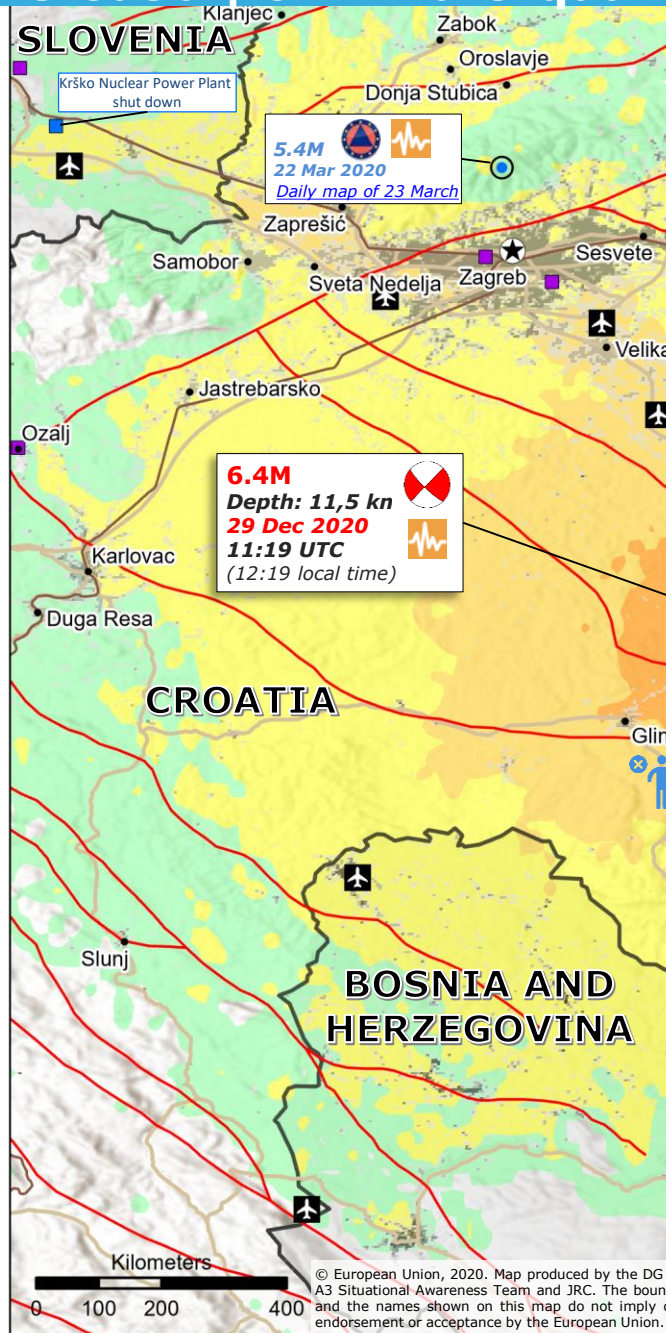 Klanjec
SLOVENIA
Zabok
Oroslavje
Krško Nuclear Power Plant
shut down
Donja Stubica
5.4M
22 Mar 2020
Daily map of 23 March
Zaprešić
Samobor
Sveta Nedelja
Zagreb
Sesvete
Velika
Jastrebarsko
Ozalj
6.4M
Depth: 11,5 kn
29 Dec 2020
11:19 UTC
(12:19 local time)
Karlovac
Duga Resa
CROATIA
Glin
Slunj
BOSNIA AND
HERZEGOVINA
Kilometers
0 100 200 400
© European Union, 2020. Map produced by the DG
A3 Situational Awareness Team and JRC. The boun
and the names shown on this map do not imply
endorsement or acceptance by the European Union.